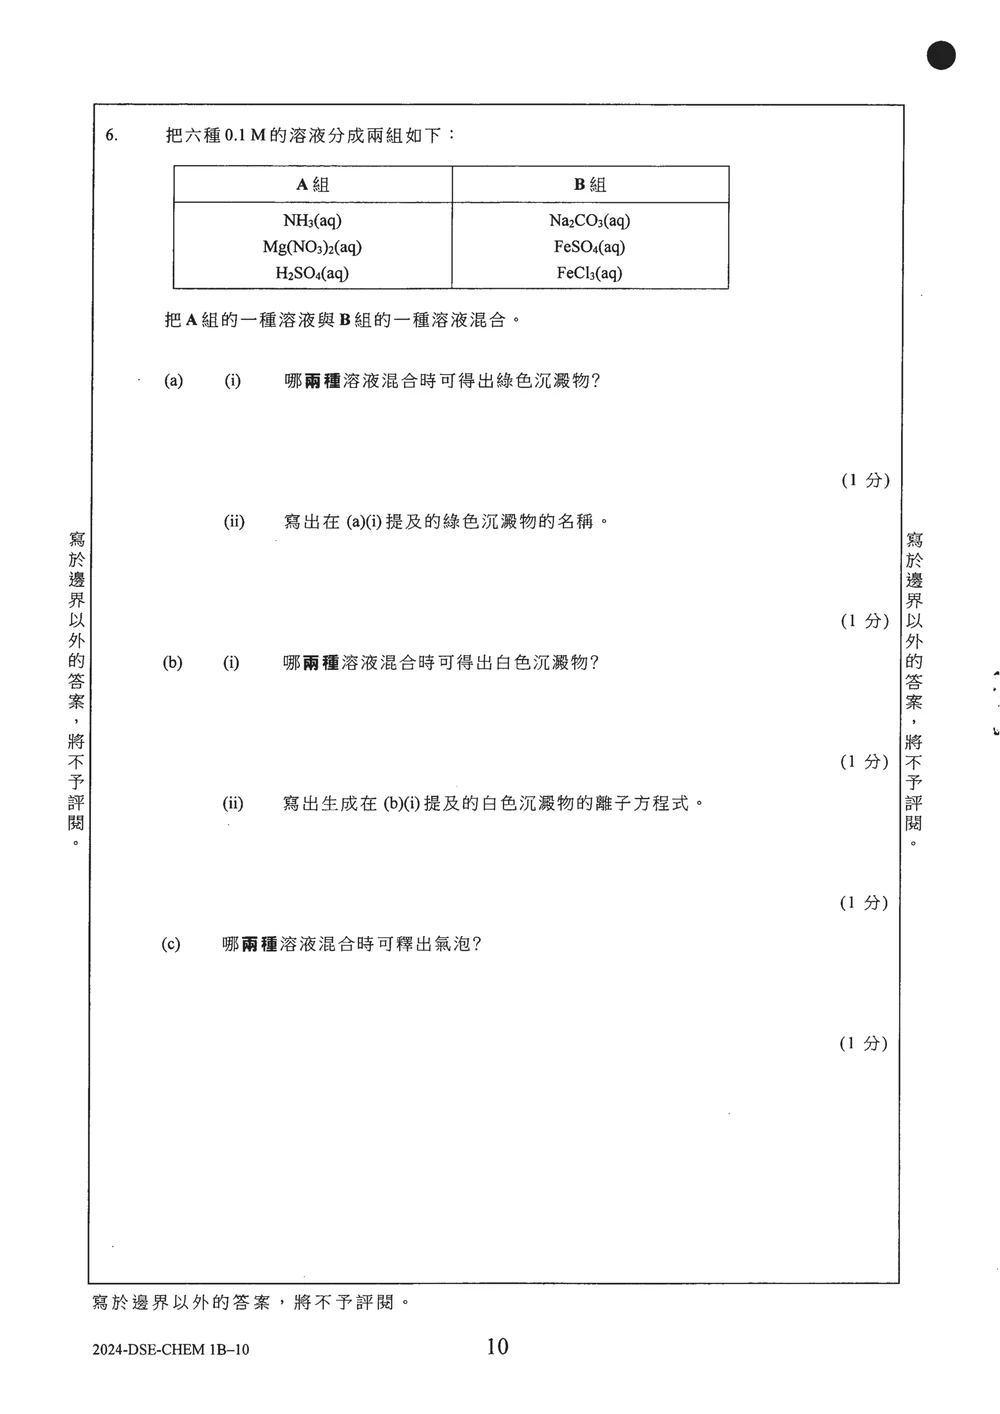 6. 把六種 0.1 M 的溶液分成兩組如下：
A 組 B 組
NH₃(aq) Na₂CO₃(aq)
Mg(NO₃)₂(aq) FeSO₄(aq)
H₂SO₄(aq) FeCl₃(aq)
把 A 組的一種溶液與 B 組的一種溶液混合。
(a) (i) 哪兩種溶液混合時可得出綠色沉澱物?
(1 分)
(ii) 寫出在 (a)(i) 提及的綠色沉澱物的名稱。
(1 分)
(b) (i) 哪兩種溶液混合時可得出白色沉澱物?
(1 分)
(ii) 寫出生成在 (b)(i) 提及的白色沉澱物的離子方程式。
(1 分)
(c) 哪兩種溶液混合時可釋出氣泡?
(1 分)
寫於邊界以外的答案，將不予評閱。
寫於邊界以外的答案，將不予評閱。
寫於邊界以外的答案，將不予評閱。
2024-DSE-CHEM 1B–10
10